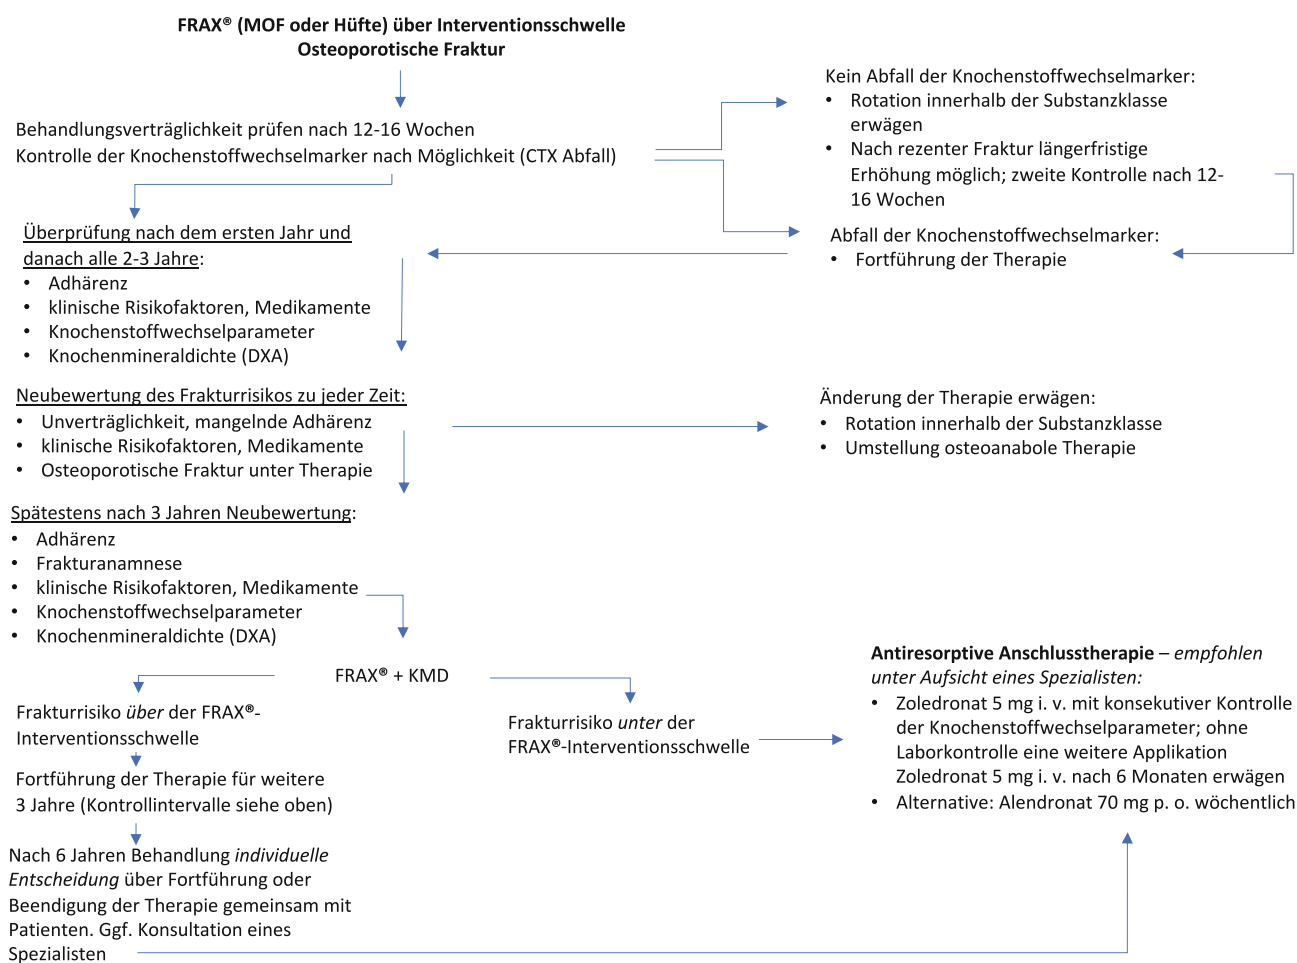 FRAX® (MOF oder Hüfte) über Interventionsschwelle
Osteoporotische Fraktur
Behandlungsverträglichkeit prüfen nach 12-16 Wochen
Kontrolle der Knochenstoffwechselmarker nach Möglichkeit (CTX Abfall)
Kein Abfall der Knochenstoffwechselmarker:
• Rotation innerhalb der Substanzklasse
erwägen
• Nach rezenter Fraktur längerfristige
Erhöhung möglich; zweite Kontrolle nach 12-
16 Wochen
Abfall der Knochenstoffwechselmarker:
• Fortführung der Therapie
Überprüfung nach dem ersten Jahr und
danach alle 2-3 Jahre:
• Adhärenz
• klinische Risikofaktoren, Medikamente
• Knochenstoffwechselparameter
• Knochenmineraldichte (DXA)
Neubewertung des Frakturrisikos zu jeder Zeit:
• Unverträglichkeit, mangelnde Adhärenz
• klinische Risikofaktoren, Medikamente
• Osteoporotische Fraktur unter Therapie
Änderung der Therapie erwägen:
• Rotation innerhalb der Substanzklasse
• Umstellung osteoanabole Therapie
Spätestens nach 3 Jahren Neubewertung:
• Adhärenz
• Frakturanamnese
• klinische Risikofaktoren, Medikamente
• Knochenstoffwechselparameter
• Knochenmineraldichte (DXA)
FRAX® + KMD
Frakturrisiko über der FRAX®-
Interventionsschwelle
Fortführung der Therapie für weitere
3 Jahre (Kontrollintervalle siehe oben)
Nach 6 Jahren Behandlung individuelle
Entscheidung über Fortführung oder
Beendigung der Therapie gemeinsam mit
Patienten. Ggf. Konsultation eines
Spezialisten
Frakturrisiko unter der
FRAX®-Interventionsschwelle
Antiresorptive Anschlusstherapie – empfohlen
unter Aufsicht eines Spezialisten:
• Zoledronat 5 mg i. v. mit konsekutiver Kontrolle
der Knochenstoffwechselparameter; ohne
Laborkontrolle eine weitere Applikation
Zoledronat 5 mg i. v. nach 6 Monaten erwägen
• Alternative: Alendronat 70 mg p. o. wöchentlich